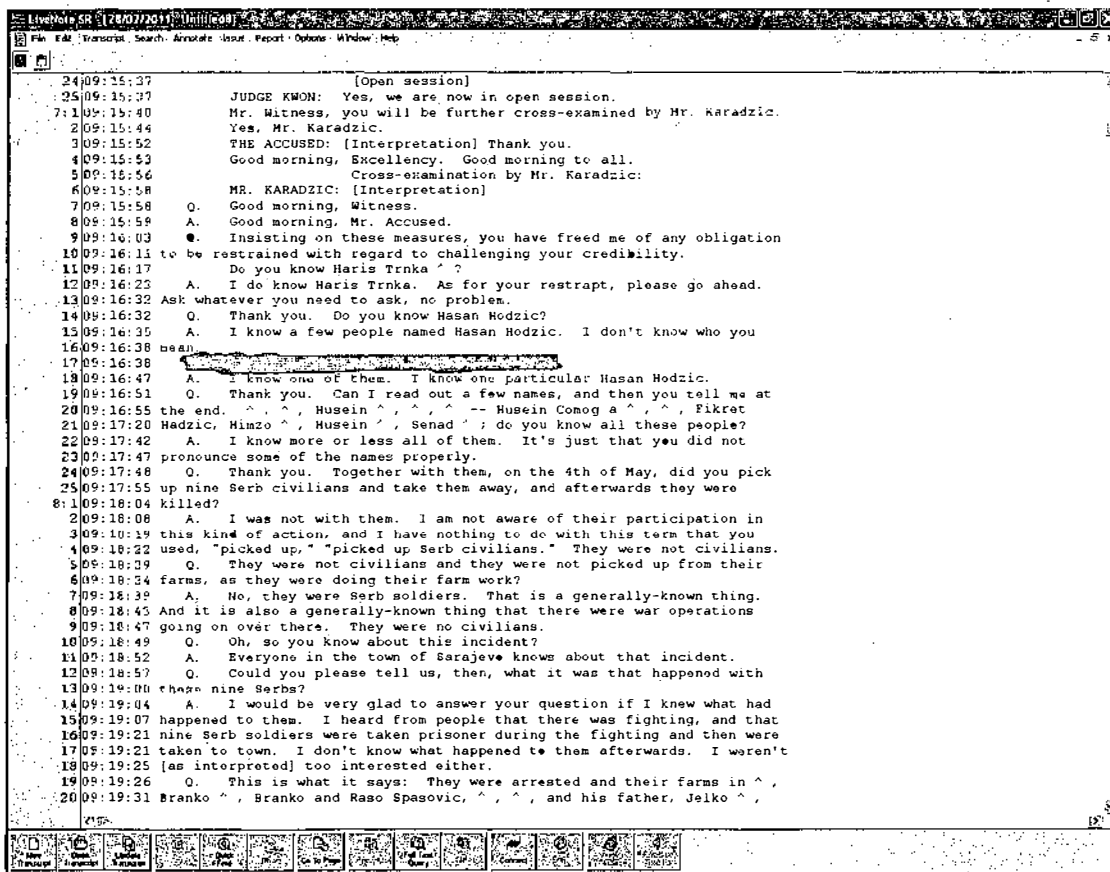 LiveNote SR - [28/07/2011, Untitled8]
File Edit Transcript Search Annotate Issue Report Options Window Help
24 09:15:37 [Open session]
25 09:15:37 JUDGE KWON: Yes, we are now in open session.
7:1 09:15:40 Mr. Witness, you will be further cross-examined by Mr. Karadzic.
2 09:15:44 Yes, Mr. Karadzic.
3 09:15:52 THE ACCUSED: [Interpretation] Thank you.
4 09:15:53 Good morning, Excellency. Good morning to all.
5 09:15:56 Cross-examination by Mr. Karadzic:
6 09:15:58 MR. KARADZIC: [Interpretation]
7 09:15:58 Q. Good morning, Witness.
8 09:15:59 A. Good morning, Mr. Accused.
9 09:16:03 Q. Insisting on these measures, you have freed me of any obligation
10 09:16:11 to be restrained with regard to challenging your credibility.
11 09:16:17 Do you know Haris Trnka ^ ?
12 09:16:23 A. I do know Haris Trnka. As for your restrapt, please go ahead.
13 09:16:32 Ask whatever you need to ask, no problem.
14 09:16:32 Q. Thank you. Do you know Hasan Hodzic?
15 09:16:35 A. I know a few people named Hasan Hodzic. I don't know who you
16 09:16:38 mean.
17 09:16:38
18 09:16:47 A. I know one of them. I know one particular Hasan Hodzic.
19 09:16:51 Q. Thank you. Can I read out a few names, and then you tell me at
20 09:16:55 the end. ^ , ^ , Husein ^ , ^ , ^ -- Husein Comog a ^ , ^ , Fikret
21 09:17:20 Hadzic, Himzo ^ , Husein ^ , Senad ^ ; do you know all these people?
22 09:17:42 A. I know more or less all of them. It's just that you did not
23 09:17:47 pronounce some of the names properly.
24 09:17:48 Q. Thank you. Together with them, on the 4th of May, did you pick
25 09:17:55 up nine Serb civilians and take them away, and afterwards they were
8:1 09:18:04 killed?
2 09:18:08 A. I was not with them. I am not aware of their participation in
3 09:18:19 this kind of action, and I have nothing to do with this term that you
4 09:18:22 used, "picked up," "picked up Serb civilians." They were not civilians.
5 09:18:39 Q. They were not civilians and they were not picked up from their
6 09:18:34 farms, as they were doing their farm work?
7 09:18:39 A. No, they were Serb soldiers. That is a generally-known thing.
8 09:18:43 And it is also a generally-known thing that there were war operations
9 09:18:47 going on over there. They were no civilians.
10 09:18:49 Q. Oh, so you know about this incident?
11 09:18:52 A. Everyone in the town of Sarajevo knows about that incident.
12 09:18:57 Q. Could you please tell us, then, what it was that happened with
13 09:19:00 these nine Serbs?
14 09:19:04 A. I would be very glad to answer your question if I knew what had
15 09:19:07 happened to them. I heard from people that there was fighting, and that
16 09:19:21 nine Serb soldiers were taken prisoner during the fighting and then were
17 09:19:21 taken to town. I don't know what happened to them afterwards. I weren't
18 09:19:25 [as interpreted] too interested either.
19 09:19:26 Q. This is what it says: They were arrested and their farms in ^ ,
20 09:19:31 Branko ^ , Branko and Raso Spasovic, ^ , ^ , and his father, Jelko ^ ,
New Transcript Open Transcript Update Transcript Quick Text Go To Page Full Text Query Connect